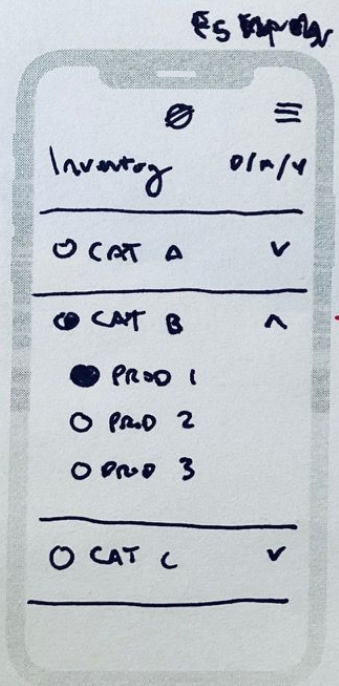 Inventory D/M/Y
CAT A
CAT B
PROD 1
PROD 2
PROD 3
CAT C